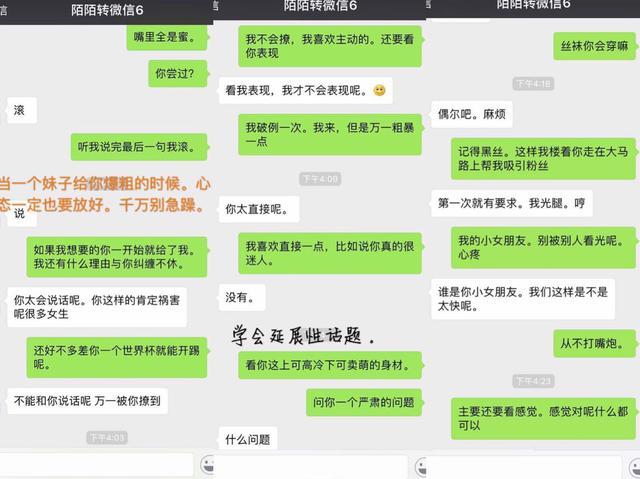 信
陌陌转微信6
嘴里全是蜜。
你尝过？
滚
听我说完最后一句我滚。
当一个妹子给你爆粗的时候。心
态一定也要放好。千万别急躁。
说
如果我想要的你一开始就给了我。
我还有什么理由与你纠缠不休。
你太会说话呢。你这样的肯定祸害
呢很多女生
还好不多差你一个世界杯就能开踢
呢。
不能和你说话呢 万一被你撩到
下午4:03
信
陌陌转微信6
我不会撩，我喜欢主动的。还要看
你表现
看我表现，我才不会表现呢。
我破例一次。我来，但是万一粗暴
一点
下午4:09
你太直接呢。
我喜欢直接一点，比如说你真的很
迷人。
没有。
学会延展性话题．
看你这上可高冷下可卖萌的身材。
问你一个严肃的问题
什么问题
信
陌陌转微信6
丝袜你会穿嘛
下午4:18
偶尔吧。麻烦
记得黑丝。这样我搂着你走在大马
路上帮我吸引粉丝
第一次就有要求。我光腿。哼
我的小女朋友。别被别人看光呢。
心疼
谁是你小女朋友。我们这样是不是
太快呢。
从不打嘴炮。
下午4:23
主要还要看感觉。感觉对呢什么都
可以